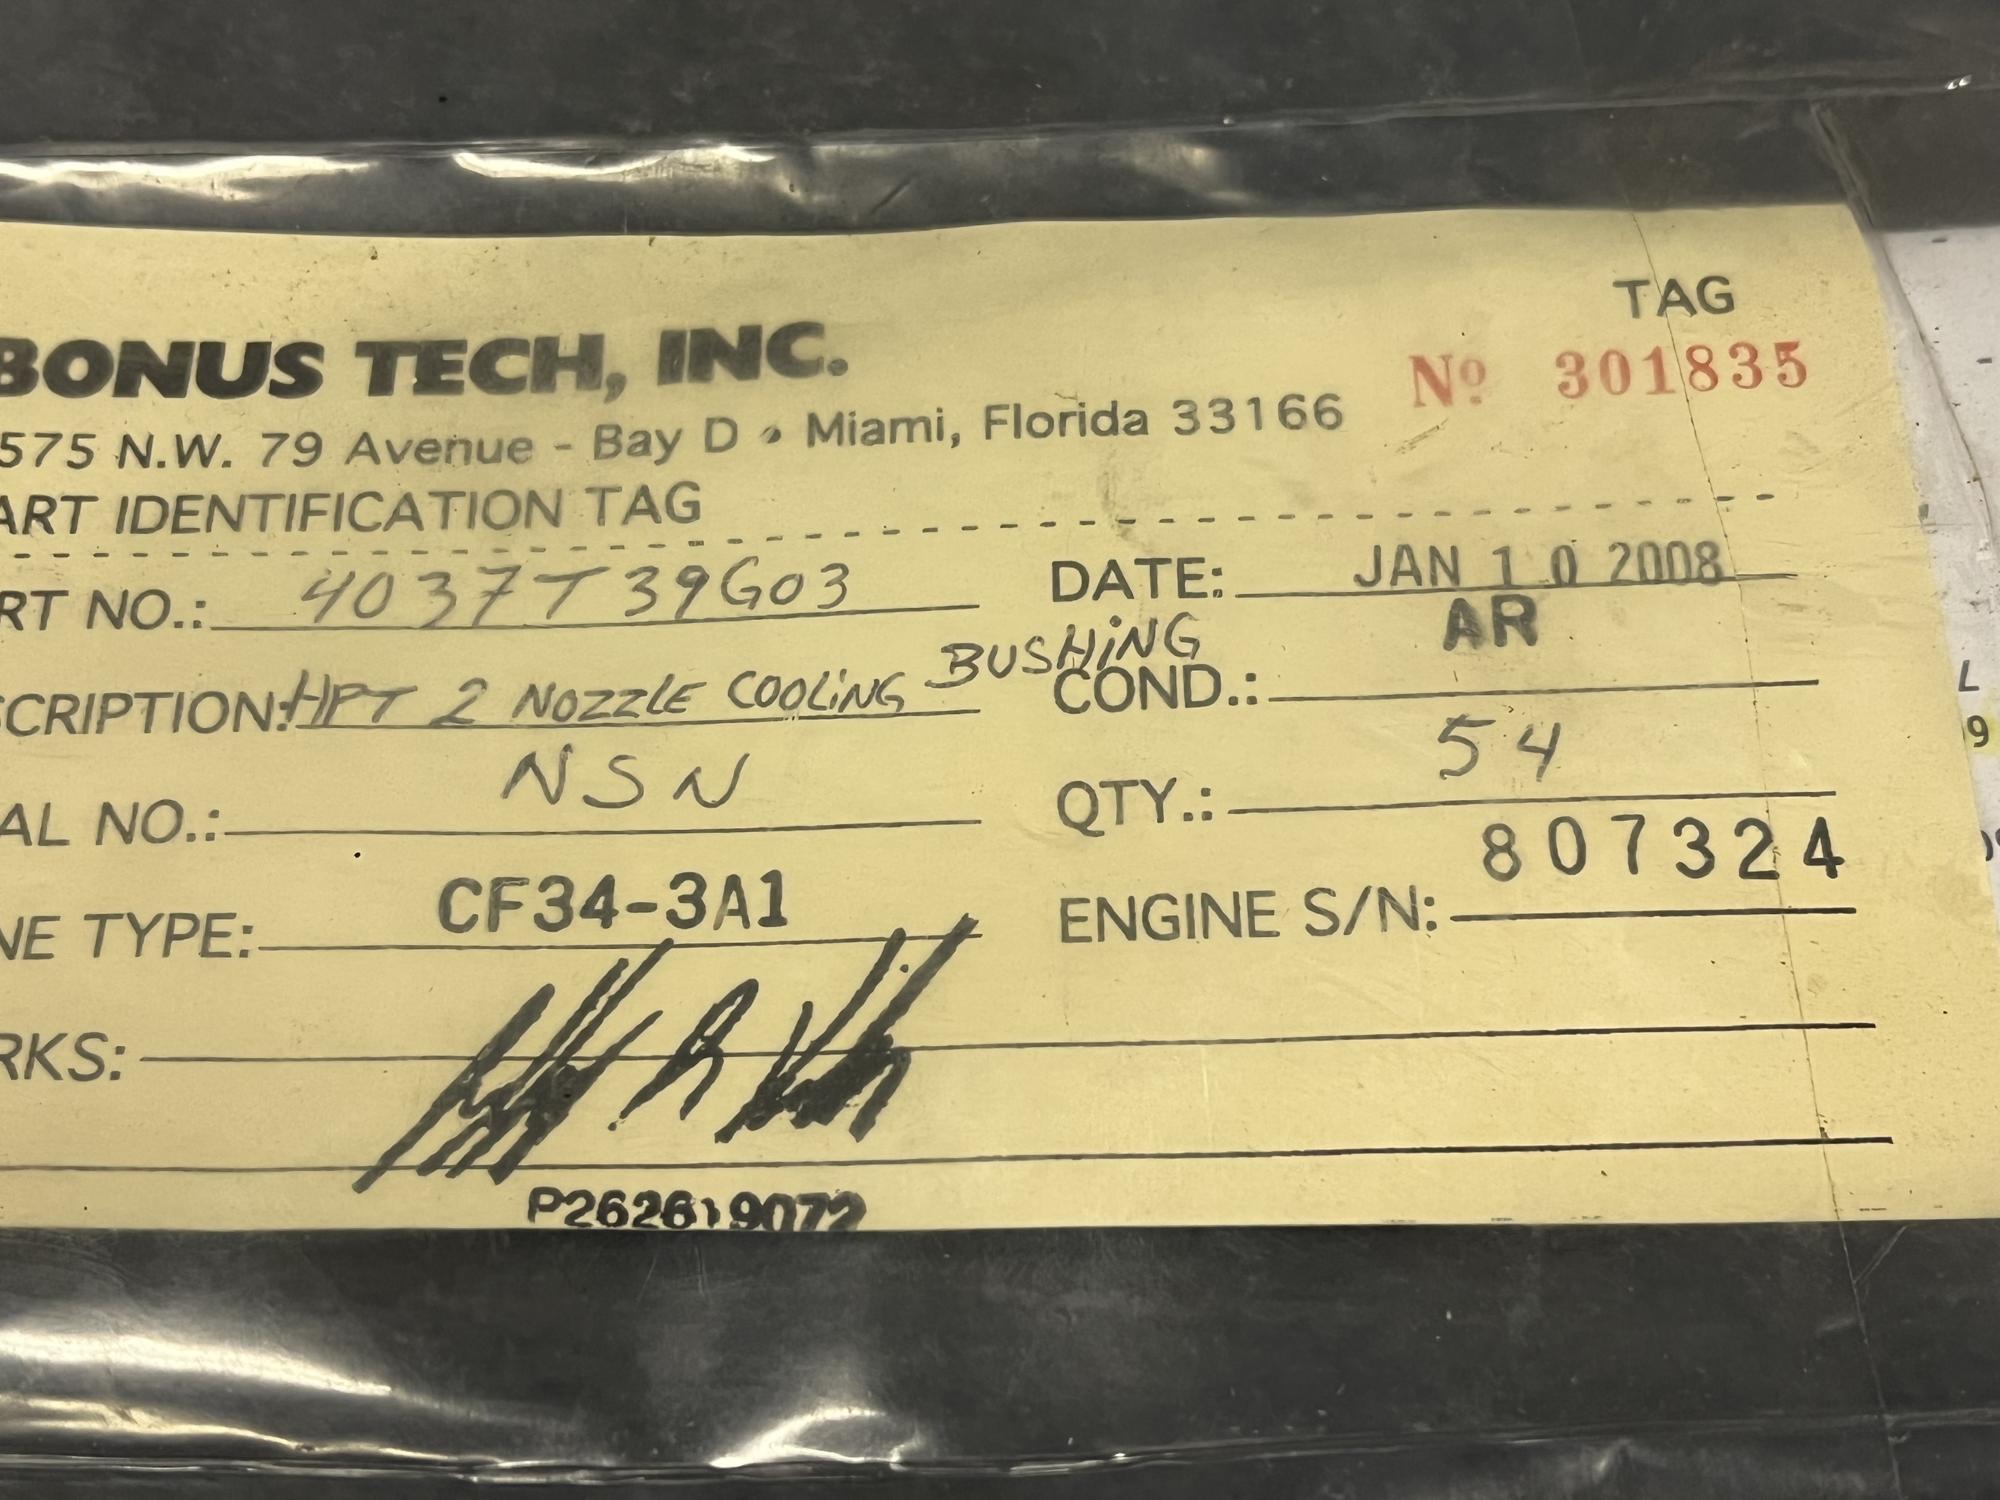 TAG
BONUS TECH, INC.
Nº 301835
575 N.W. 79 Avenue - Bay D • Miami, Florida 33166
ART IDENTIFICATION TAG
RT NO.: 4037T39G03 DATE: JAN 10 2008
SCRIPTION: HPT 2 NOZZLE COOLING BUSHING COND.: AR
AL NO.: NSN QTY.: 54
NE TYPE: CF34-3A1 ENGINE S/N: 807324
RKS:
L
9